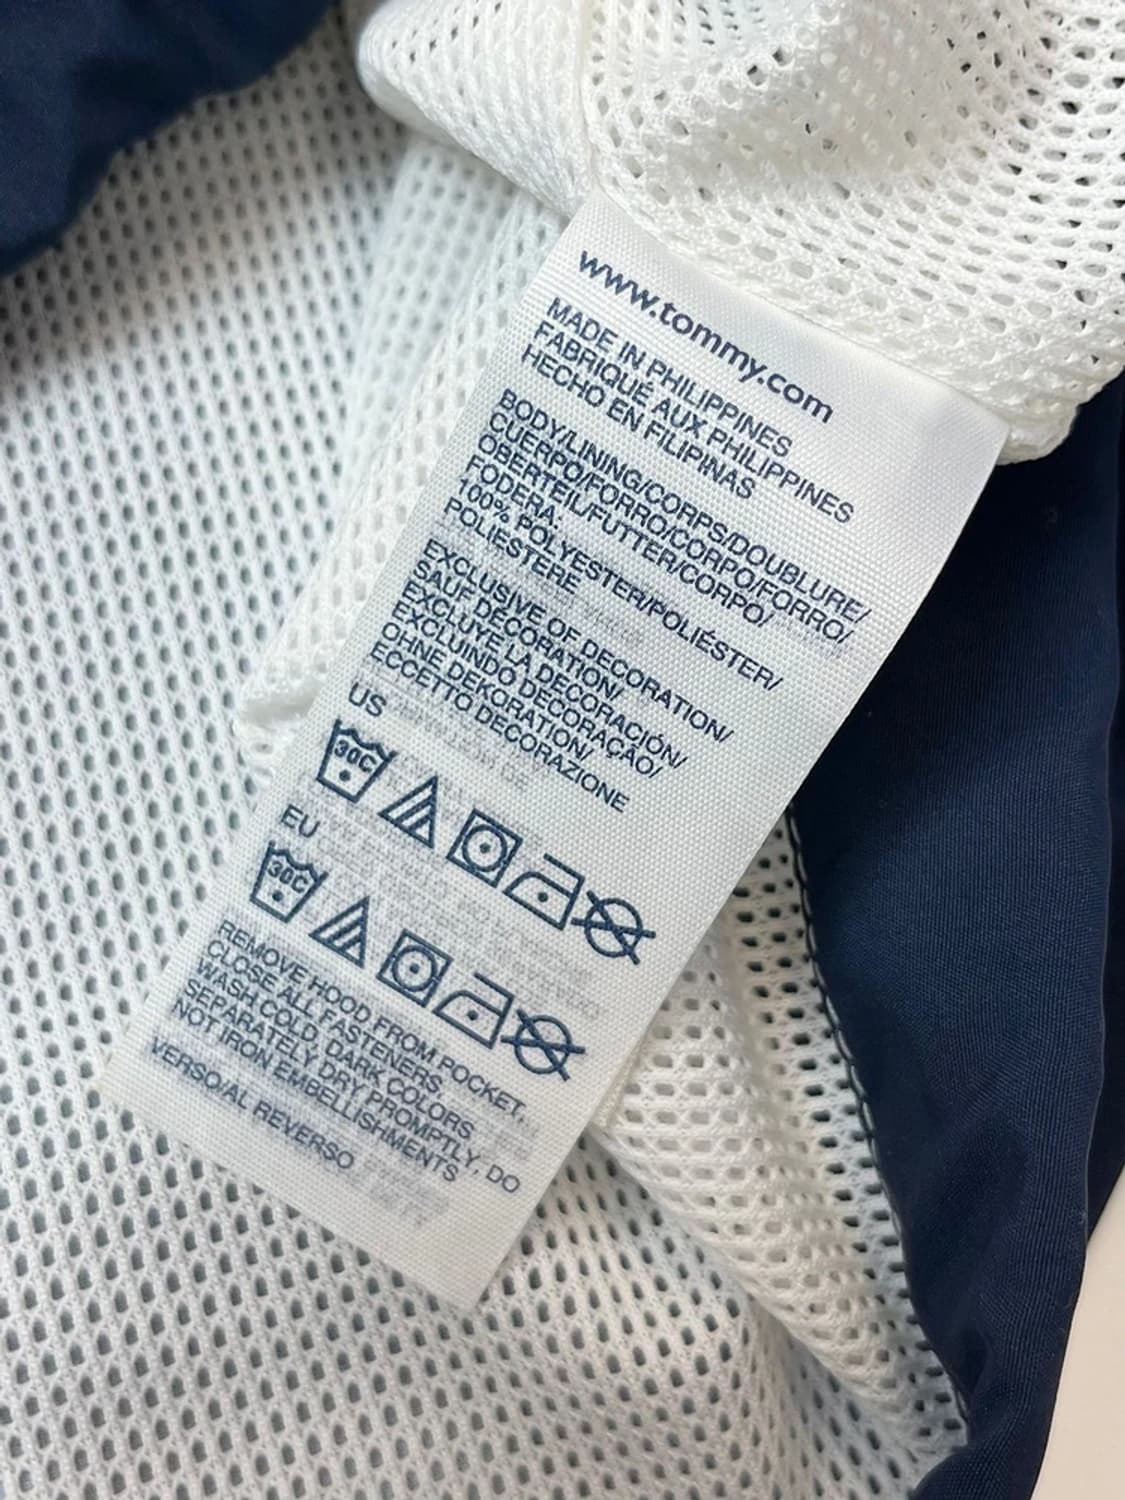 www.tommy.com
MADE IN PHILIPPINES
FABRIQUÉ AUX PHILIPPINES
HECHO EN FILIPINAS
BODY/LINING/CORPS/DOUBLURE/
CUERPO/FORRO/CORPO/FORRO/
OBERTEIL/FUTTER/CORPO/
FODERA:
100% POLYESTER/POLIÉSTER/
POLIESTERE
EXCLUSIVE OF DECORATION/
SAUF DÉCORATION/
EXCLUYE LA DECORACIÓN/
EXCLUINDO DECORAÇAO/
OHNE DEKORATION/
ECCETTO DECORAZIONE
US
30C
EU
30C
REMOVE HOOD FROM POCKET,
CLOSE ALL FASTENERS,
WASH COLD, DARK COLORS
SEPARATELY, DRY PROMPTLY, DO
NOT IRON EMBELLISHMENTS
VERSO/AL REVERSO